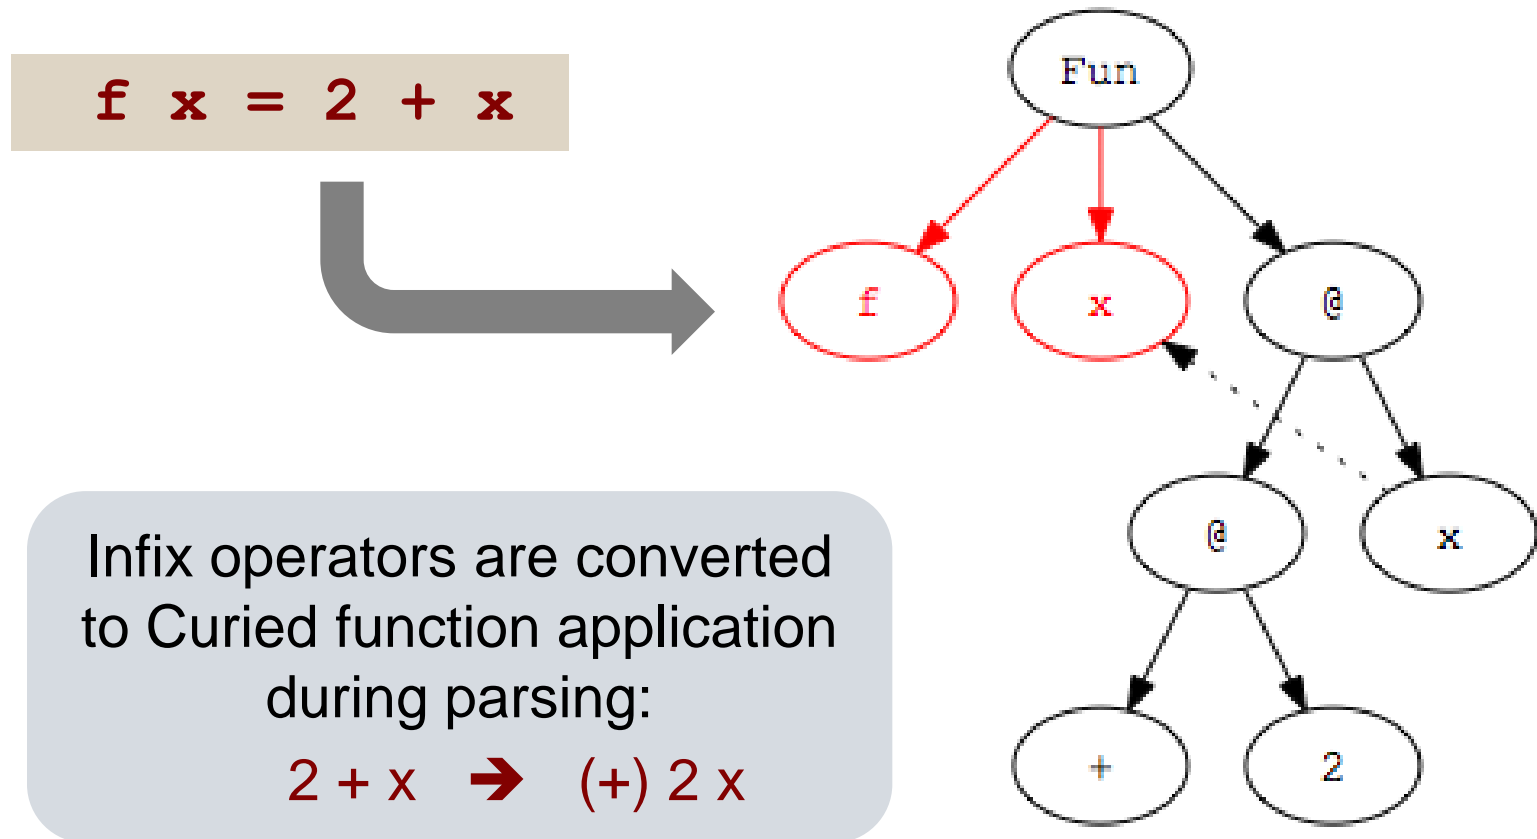 f x = 2 + x
Fun
f
x
@
@
x
+
2
Infix operators are converted
to Curied function application
during parsing:
2 + x ➔ (+) 2 x